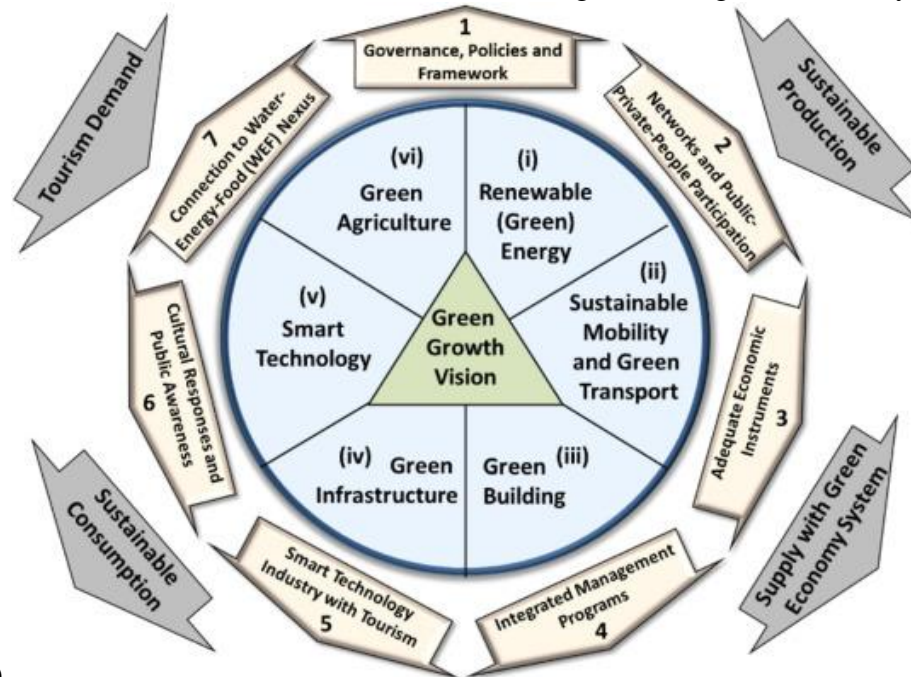 1
Governance, Policies and
Framework
Networks and Public-
Private-People Participation
2
Adequate Economic
Instruments
3
Integrated Management
Programs
4
Smart Technology
Industry with Tourism
5
Cultural Responses and
Public Awareness
6
7
Connection to Water-
Energy-Food (WEF) Nexus
Tourism Demand
Sustainable
Production
Supply with Green
Economy System
Sustainable
Consumption
(i)
Renewable
(Green)
Energy
(ii)
Sustainable
Mobility
and Green
Transport
Green (iii)
Building
(iv) Green
Infrastructure
(v)
Smart
Technology
(vi)
Green
Agriculture
Green
Growth
Vision